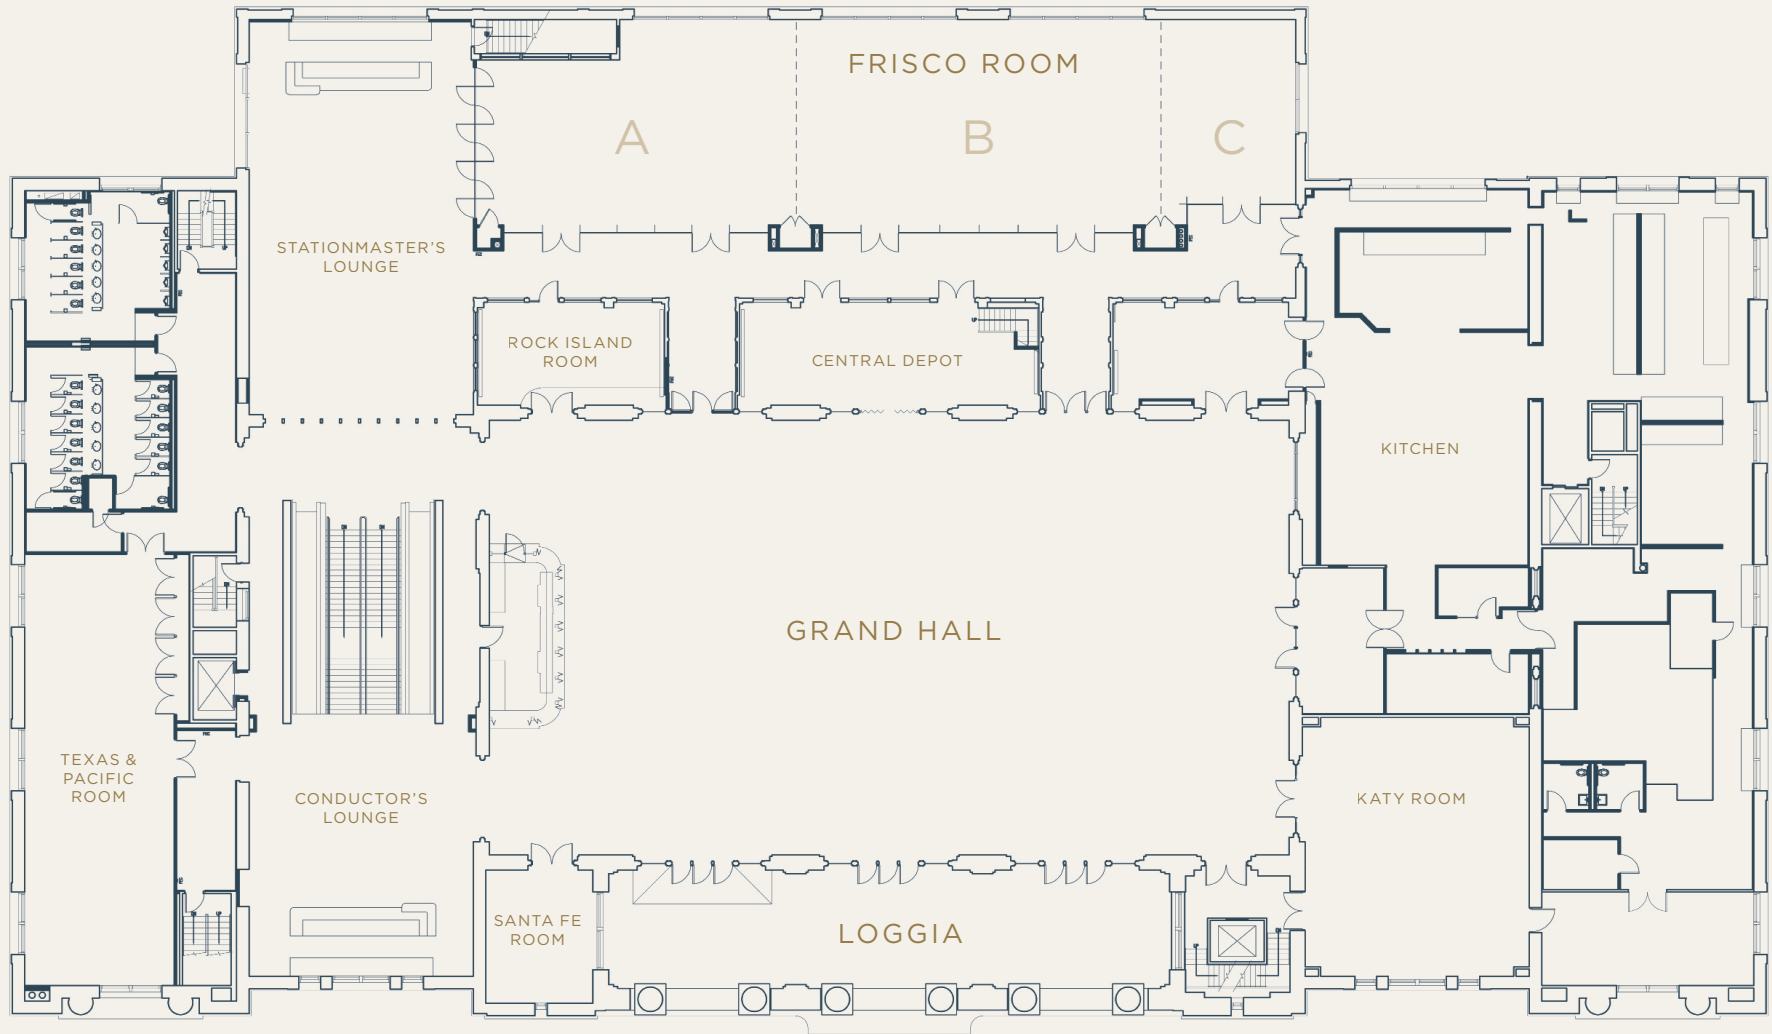 FRISCO ROOM
A
B
C
STATIONMASTER'S
LOUNGE
ROCK ISLAND
ROOM
CENTRAL DEPOT
UP
KITCHEN
GRAND HALL
TEXAS &
PACIFIC
ROOM
CONDUCTOR'S
LOUNGE
KATY ROOM
SANTA FE
ROOM
LOGGIA